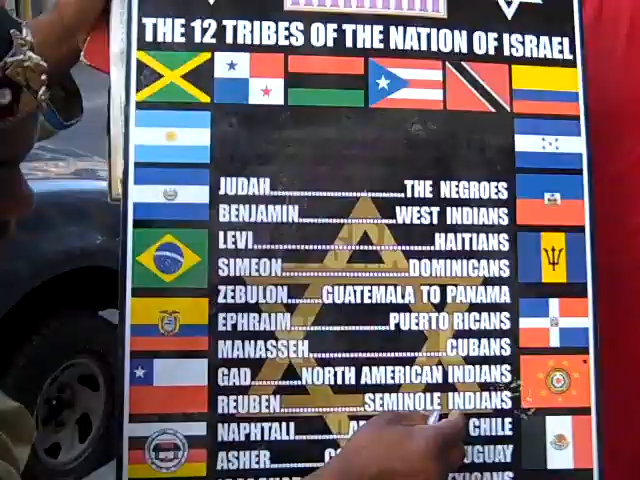 THE 12 TRIBES OF THE NATION OF ISRAEL
JUDAH..............................THE NEGROES
BENJAMIN.....................WEST INDIANS
LEVI........................................HAITIANS
SIMEON.............................DOMINICANS
ZEBULON.......GUATEMALA TO PANAMA
EPHRAIM.....................PUERTO RICANS
MANASSEH..............................CUBANS
GAD..........NORTH AMERICAN INDIANS
REUBEN...................SEMINOLE INDIANS
NAPHTALI CHILE
ASHER